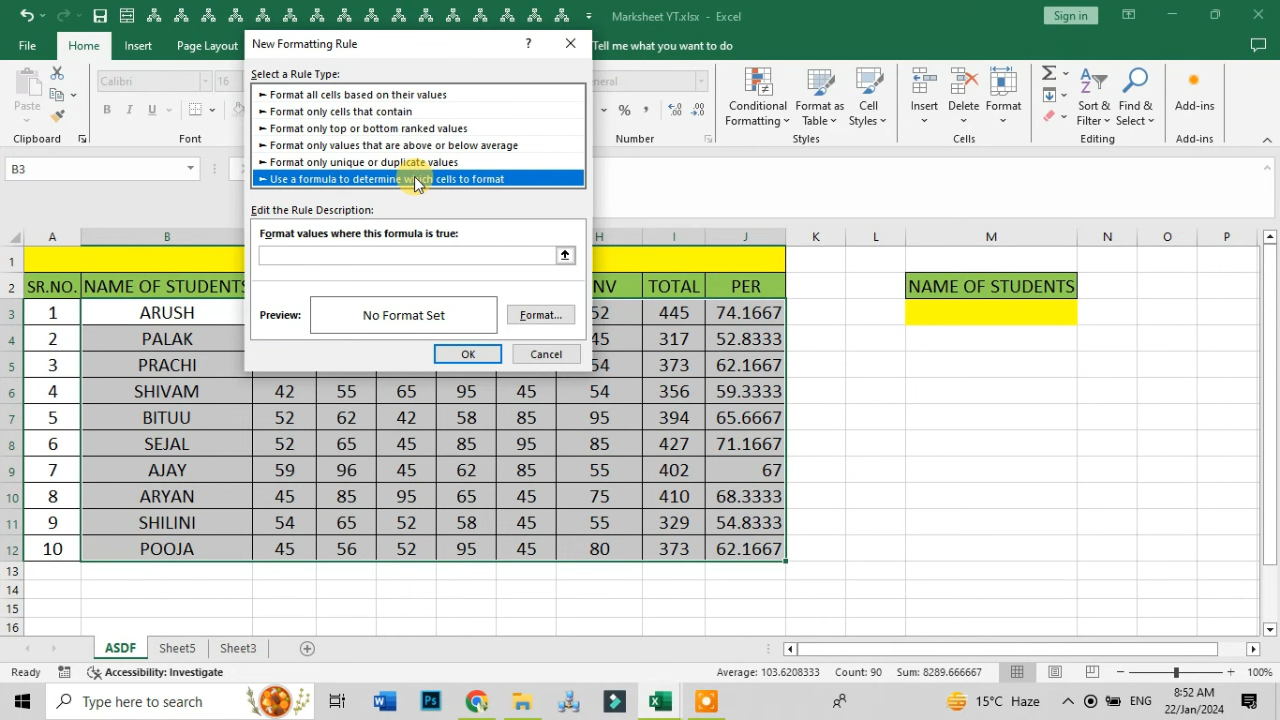 Marksheet YT.xlsx - Excel
Sign in
File
Home
Insert
Page Layout
Tell me what you want to do
Paste
Clipboard
Calibri
16
B I U
Font
neral
% ,
Number
Conditional Formatting
Format as Table
Cell Styles
Styles
Insert
Delete
Format
Cells
Sort & Filter
Find & Select
Editing
Add-ins
Add-ins
B3
New Formatting Rule
? 
Select a Rule Type:
► Format all cells based on their values
► Format only cells that contain
► Format only top or bottom ranked values
► Format only values that are above or below average
► Format only unique or duplicate values
► Use a formula to determine which cells to format
Edit the Rule Description:
Format values where this formula is true:
Preview:
No Format Set
Format...
OK
Cancel
A B H I J K L M N O P
1
2 SR.NO. NAME OF STUDENTS NV TOTAL PER NAME OF STUDENTS
3 1 ARUSH 52 445 74.1667
4 2 PALAK 45 317 52.8333
5 3 PRACHI 54 373 62.1667
6 4 SHIVAM 42 55 65 95 45 54 356 59.3333
7 5 BITUU 52 62 42 58 85 95 394 65.6667
8 6 SEJAL 52 65 45 85 95 85 427 71.1667
9 7 AJAY 59 96 45 62 85 55 402 67
10 8 ARYAN 45 85 95 65 45 75 410 68.3333
11 9 SHILINI 54 65 52 58 45 55 329 54.8333
12 10 POOJA 45 56 52 95 45 80 373 62.1667
13
14
15
16
ASDF
Sheet5
Sheet3
Ready
Accessibility: Investigate
Average: 103.6208333
Count: 90
Sum: 8289.666667
100%
Type here to search
15°C Haze
ENG
8:52 AM
22/Jan/2024